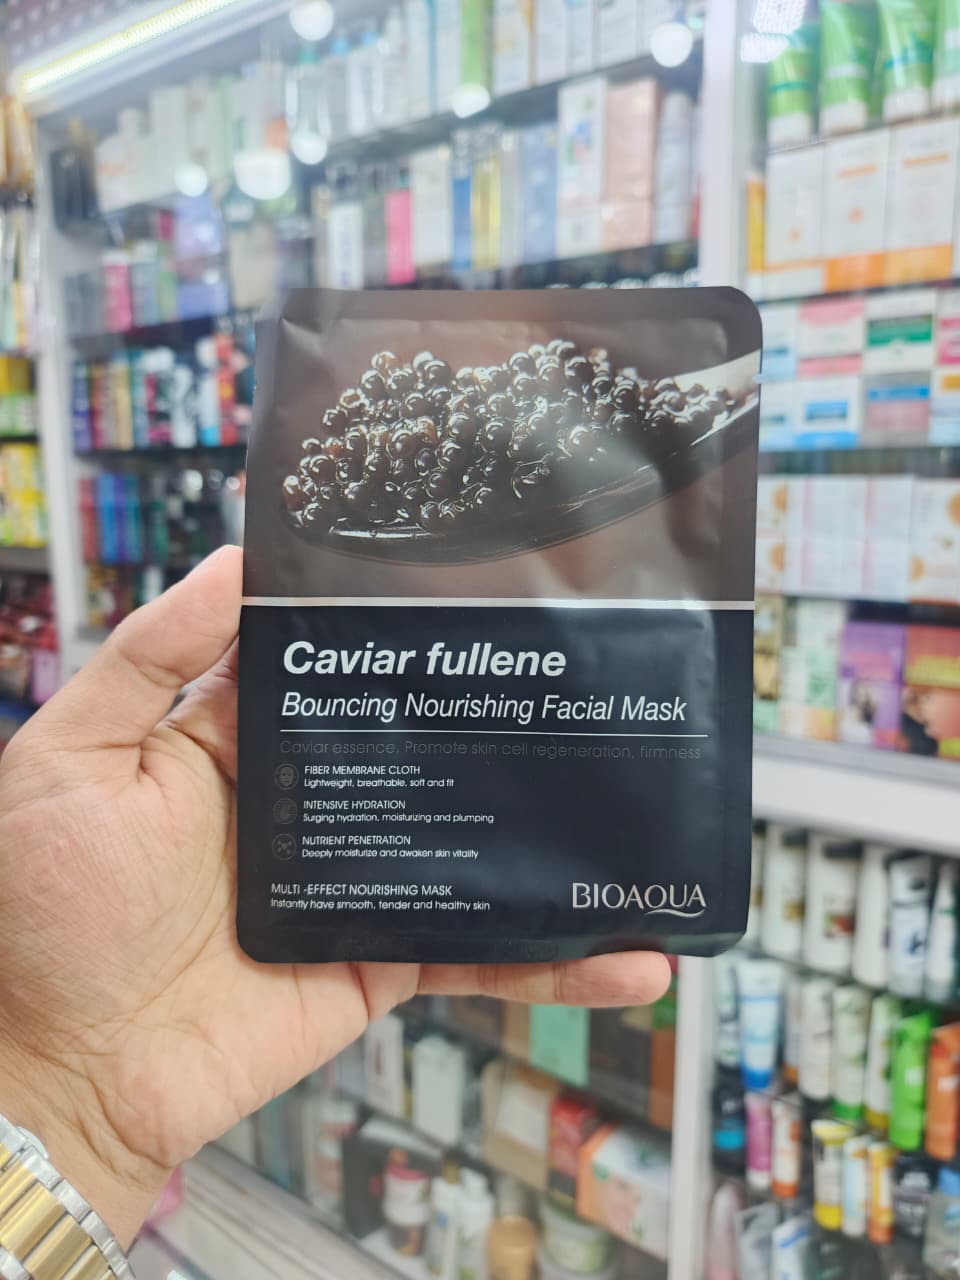 Caviar fullene
Bouncing Nourishing Facial Mask
Caviar essence, Promote skin cell regeneration, firmness
FIBER MEMBRANE CLOTH
Lightweight, breathable, soft and fit
INTENSIVE HYDRATION
Surging hydration, moisturizing and plumping
NUTRIENT PENETRATION
Deeply moisturize and awaken skin vitality
MULTI -EFFECT NOURISHING MASK
Instantly have smooth, tender and healthy skin
BIOAQUA